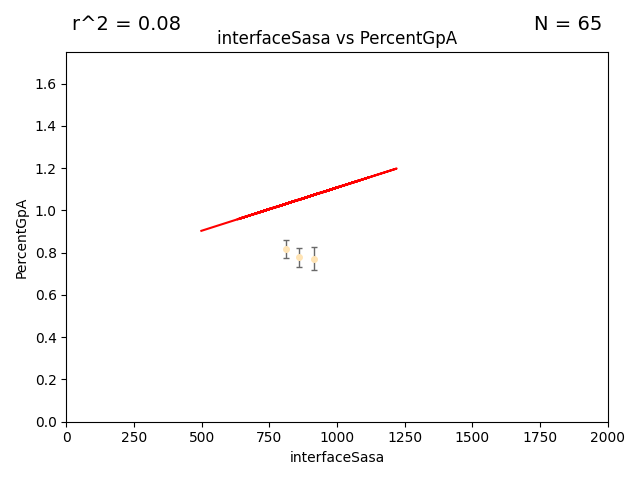 r^2 = 0.08
N = 65
interfaceSasa vs PercentGpA
PercentGpA
1.6
1.4
1.2
1.0
0.8
0.6
0.4
0.2
0.0
0 250 500 750 1000 1250 1500 1750 2000
interfaceSasa